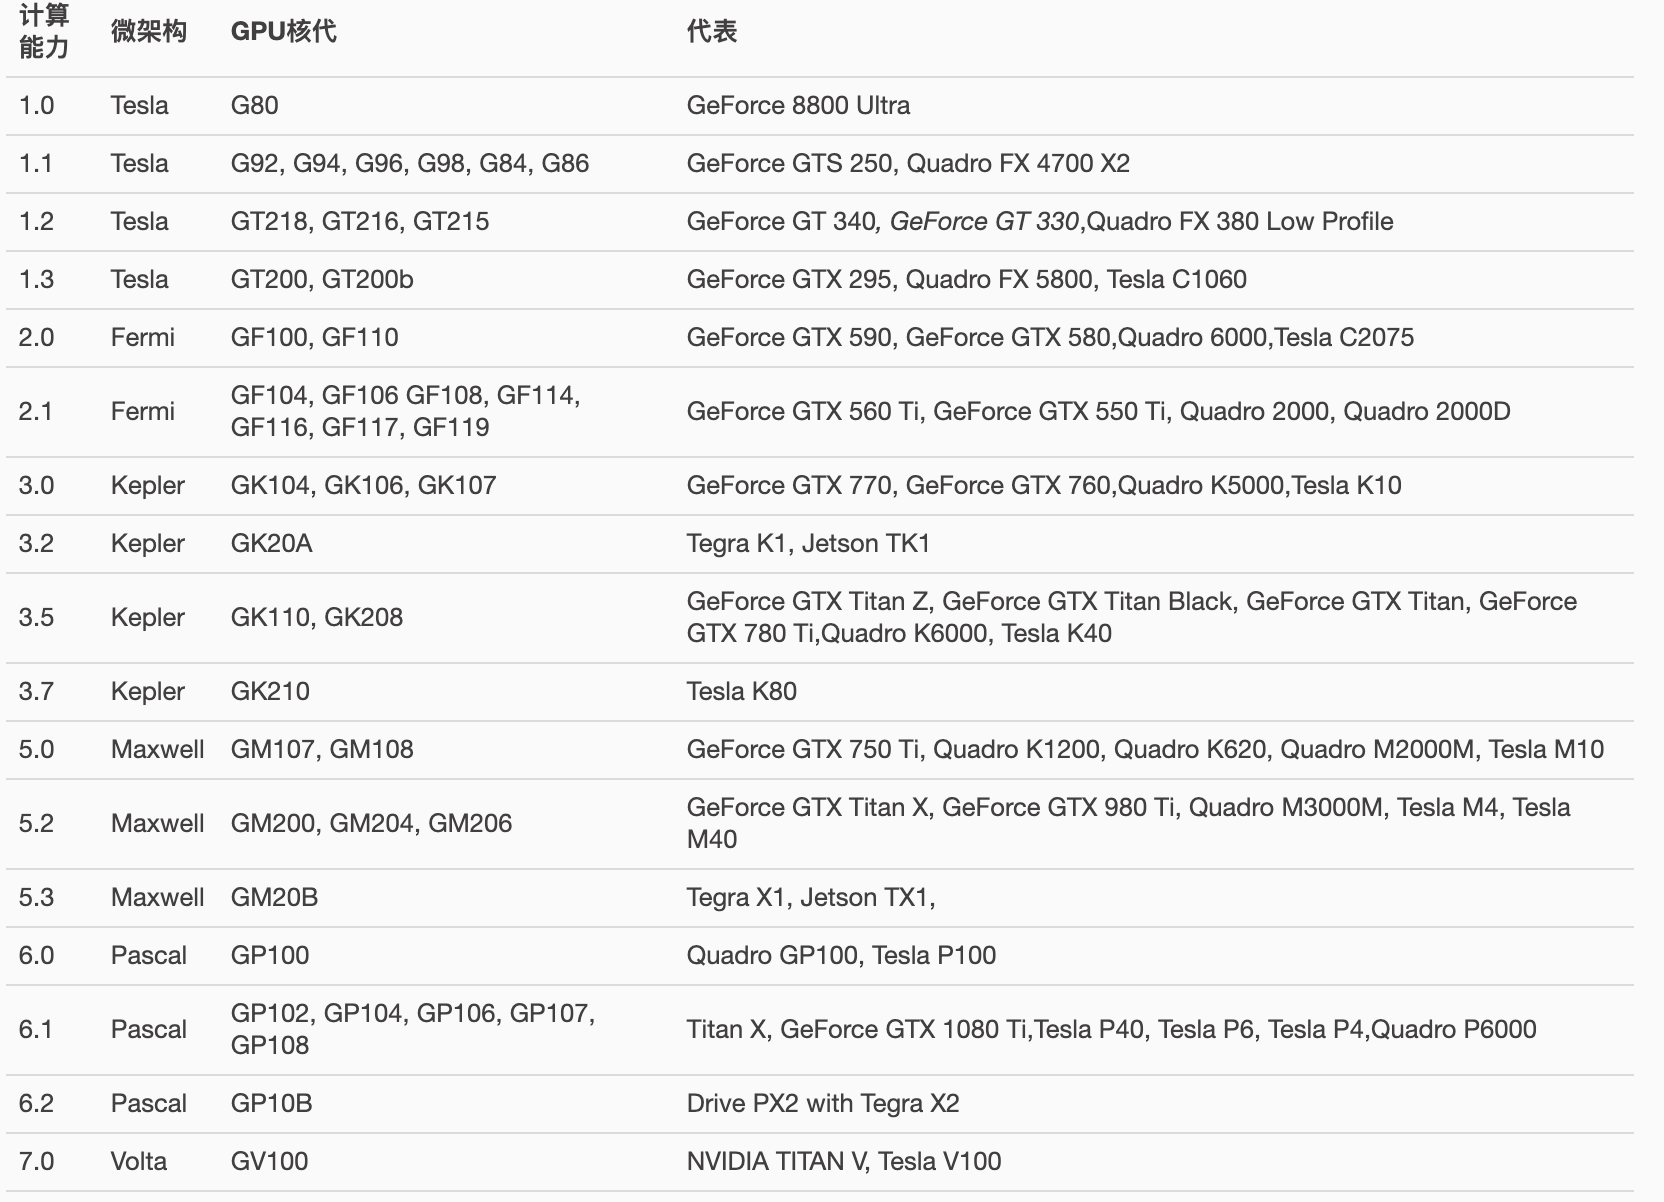 计算能力 微架构 GPU核代 代表
1.0 Tesla G80 GeForce 8800 Ultra
1.1 Tesla G92, G94, G96, G98, G84, G86 GeForce GTS 250, Quadro FX 4700 X2
1.2 Tesla GT218, GT216, GT215 GeForce GT 340, GeForce GT 330,Quadro FX 380 Low Profile
1.3 Tesla GT200, GT200b GeForce GTX 295, Quadro FX 5800, Tesla C1060
2.0 Fermi GF100, GF110 GeForce GTX 590, GeForce GTX 580,Quadro 6000,Tesla C2075
2.1 Fermi GF104, GF106 GF108, GF114,
GF116, GF117, GF119 GeForce GTX 560 Ti, GeForce GTX 550 Ti, Quadro 2000, Quadro 2000D
3.0 Kepler GK104, GK106, GK107 GeForce GTX 770, GeForce GTX 760,Quadro K5000,Tesla K10
3.2 Kepler GK20A Tegra K1, Jetson TK1
3.5 Kepler GK110, GK208 GeForce GTX Titan Z, GeForce GTX Titan Black, GeForce GTX Titan, GeForce
GTX 780 Ti,Quadro K6000, Tesla K40
3.7 Kepler GK210 Tesla K80
5.0 Maxwell GM107, GM108 GeForce GTX 750 Ti, Quadro K1200, Quadro K620, Quadro M2000M, Tesla M10
5.2 Maxwell GM200, GM204, GM206 GeForce GTX Titan X, GeForce GTX 980 Ti, Quadro M3000M, Tesla M4, Tesla
M40
5.3 Maxwell GM20B Tegra X1, Jetson TX1,
6.0 Pascal GP100 Quadro GP100, Tesla P100
6.1 Pascal GP102, GP104, GP106, GP107,
GP108 Titan X, GeForce GTX 1080 Ti,Tesla P40, Tesla P6, Tesla P4,Quadro P6000
6.2 Pascal GP10B Drive PX2 with Tegra X2
7.0 Volta GV100 NVIDIA TITAN V, Tesla V100